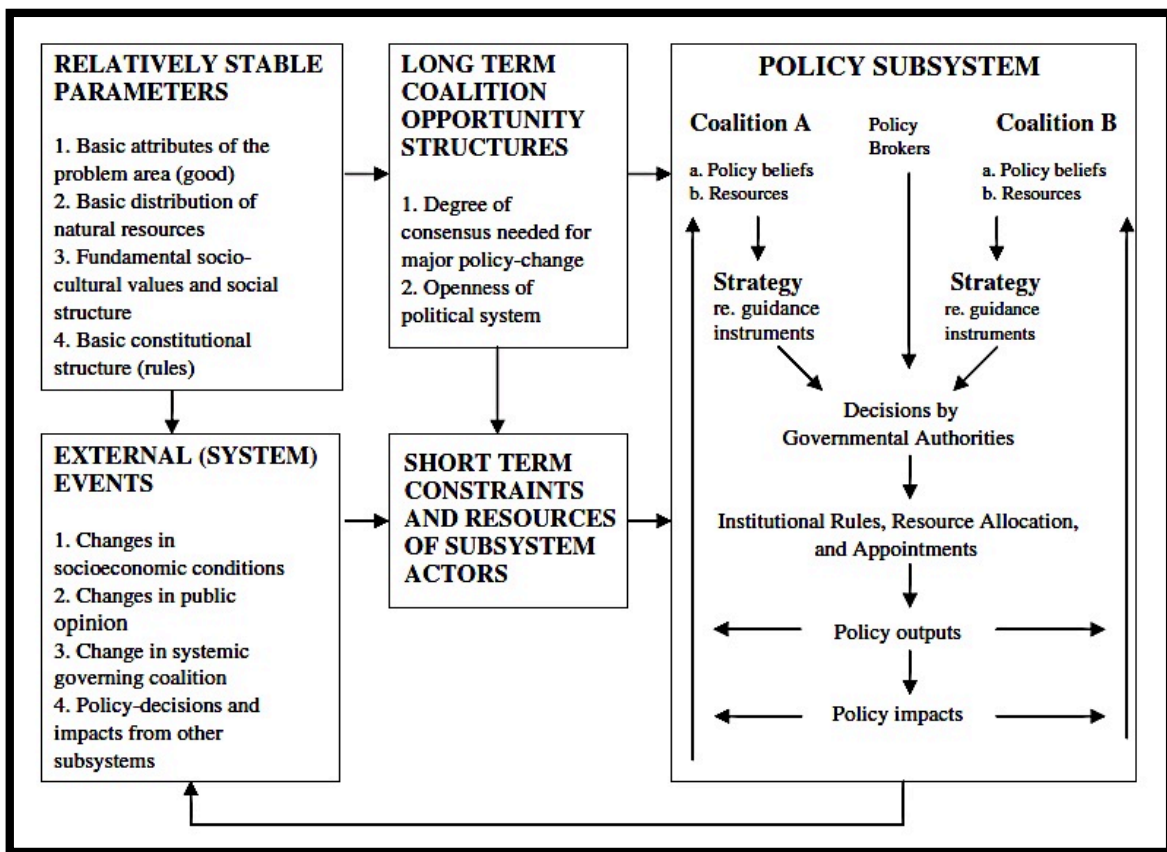 RELATIVELY STABLE
PARAMETERS
1. Basic attributes of the
problem area (good)
2. Basic distribution of
natural resources
3. Fundamental socio-
cultural values and social
structure
4. Basic constitutional
structure (rules)
LONG TERM
COALITION
OPPORTUNITY
STRUCTURES
1. Degree of
consensus needed for
major policy-change
2. Openness of
political system
EXTERNAL (SYSTEM)
EVENTS
1. Changes in
socioeconomic conditions
2. Changes in public
opinion
3. Change in systemic
governing coalition
4. Policy-decisions and
impacts from other
subsystems
SHORT TERM
CONSTRAINTS
AND RESOURCES
OF SUBSYSTEM
ACTORS
POLICY SUBSYSTEM
Coalition A
a. Policy beliefs
b. Resources
Strategy
re. guidance
instruments
Policy
Brokers
Coalition B
a. Policy beliefs
b. Resources
Strategy
re. guidance
instruments
Decisions by
Governmental Authorities
Institutional Rules, Resource Allocation,
and Appointments
Policy outputs
Policy impacts